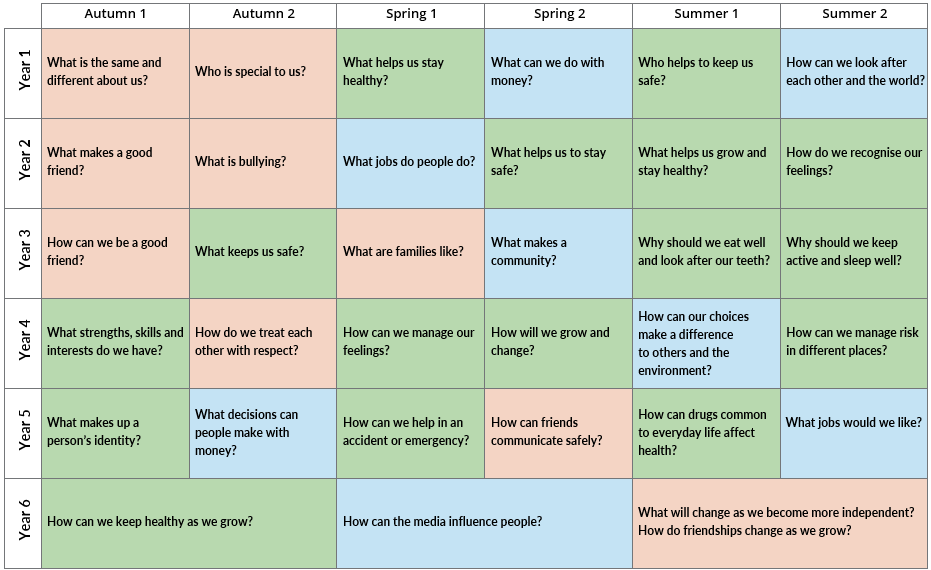 Autumn 1
Autumn 2
Spring 1
Spring 2
Summer 1
Summer 2
Year 1
What is the same and
different about us?
Who is special to us?
What helps us stay
healthy?
What can we do with
money?
Who helps to keep us
safe?
How can we look after
each other and the world?
Year 2
What makes a good
friend?
What is bullying?
What jobs do people do?
What helps us to stay
safe?
What helps us grow and
stay healthy?
How do we recognise our
feelings?
Year 3
How can we be a good
friend?
What keeps us safe?
What are families like?
What makes a
community?
Why should we eat well
and look after our teeth?
Why should we keep
active and sleep well?
Year 4
What strengths, skills and
interests do we have?
How do we treat each
other with respect?
How can we manage our
feelings?
How will we grow and
change?
How can our choices
make a difference
to others and the
environment?
How can we manage risk
in different places?
Year 5
What makes up a
person's identity?
What decisions can
people make with
money?
How can we help in an
accident or emergency?
How can friends
communicate safely?
How can drugs common
to everyday life affect
health?
What jobs would we like?
Year 6
How can we keep healthy as we grow?
How can the media influence people?
What will change as we become more independent?
How do friendships change as we grow?